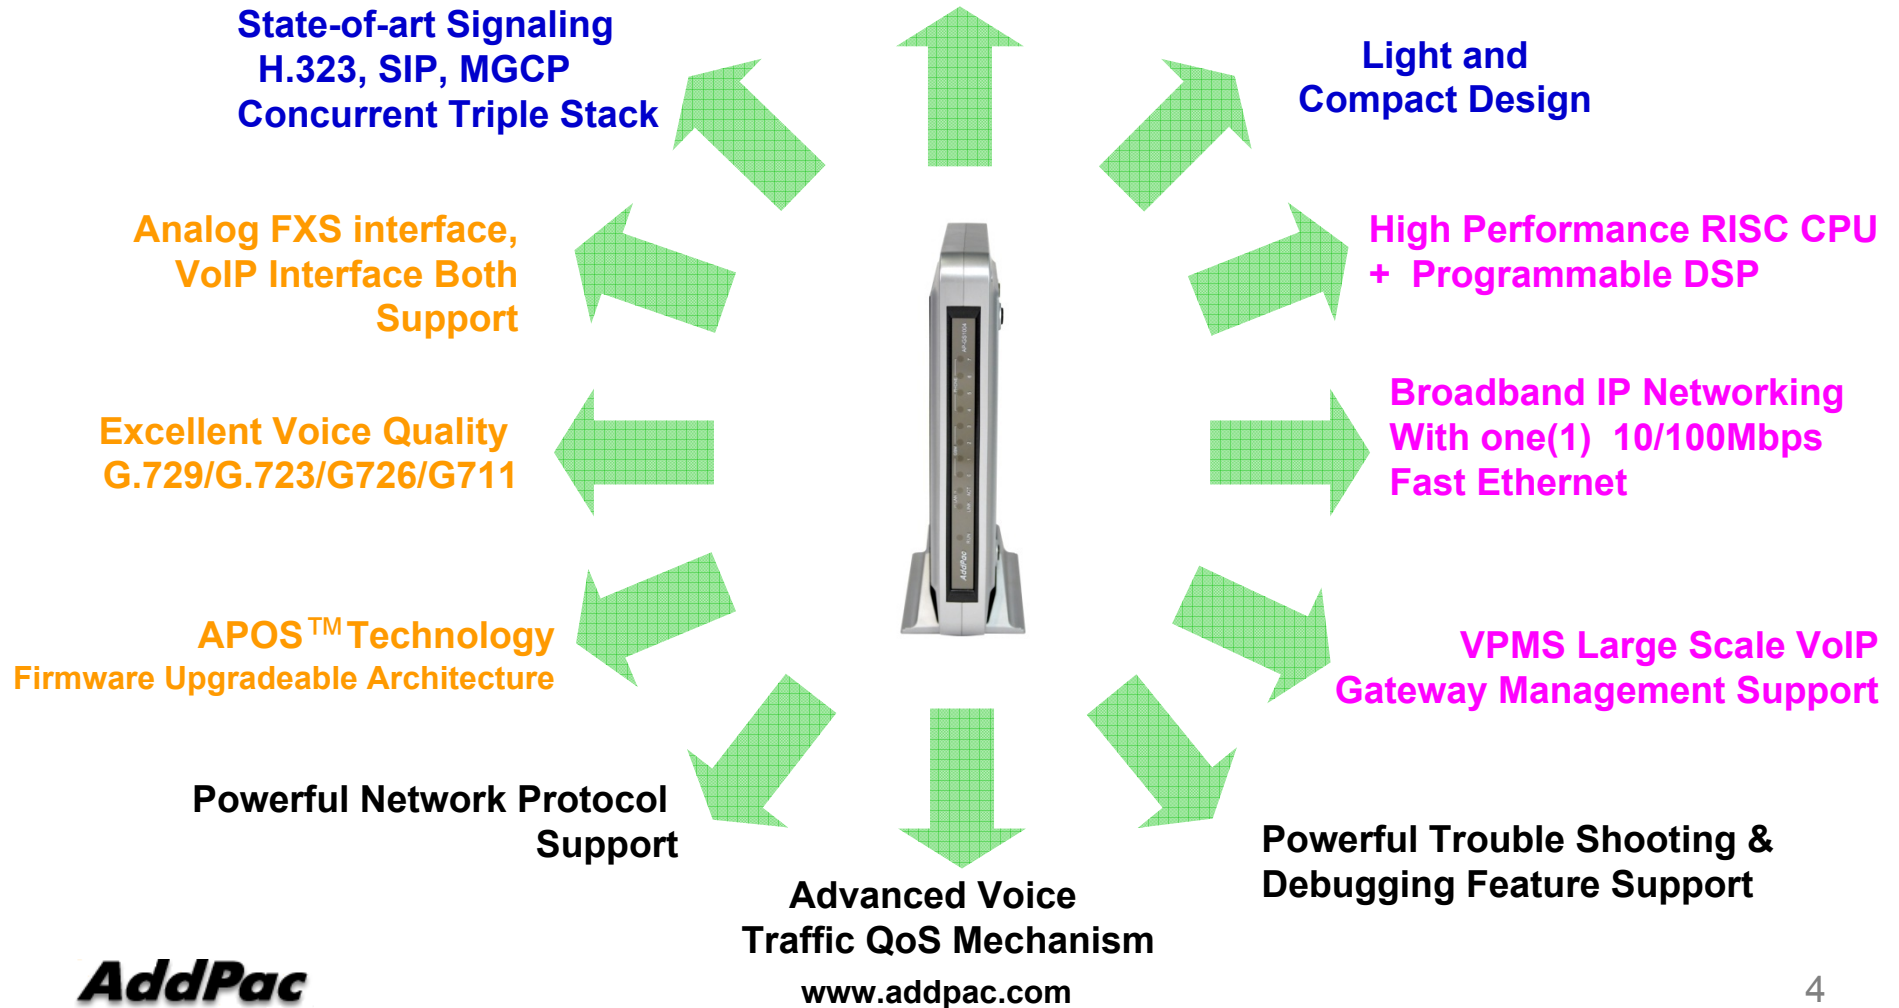 State-of-art Signaling
H.323, SIP, MGCP
Concurrent Triple Stack
Light and
Compact Design
Analog FXS interface,
VoIP Interface Both
Support
High Performance RISC CPU
+ Programmable DSP
Excellent Voice Quality
G.729/G.723/G726/G711
Broadband IP Networking
With one(1) 10/100Mbps
Fast Ethernet
APOS™Technology
Firmware Upgradeable Architecture
VPMS Large Scale VoIP
Gateway Management Support
Powerful Network Protocol
Support
Powerful Trouble Shooting &
Debugging Feature Support
Advanced Voice
Traffic QoS Mechanism
AddPac
AddPac
www.addpac.com
4